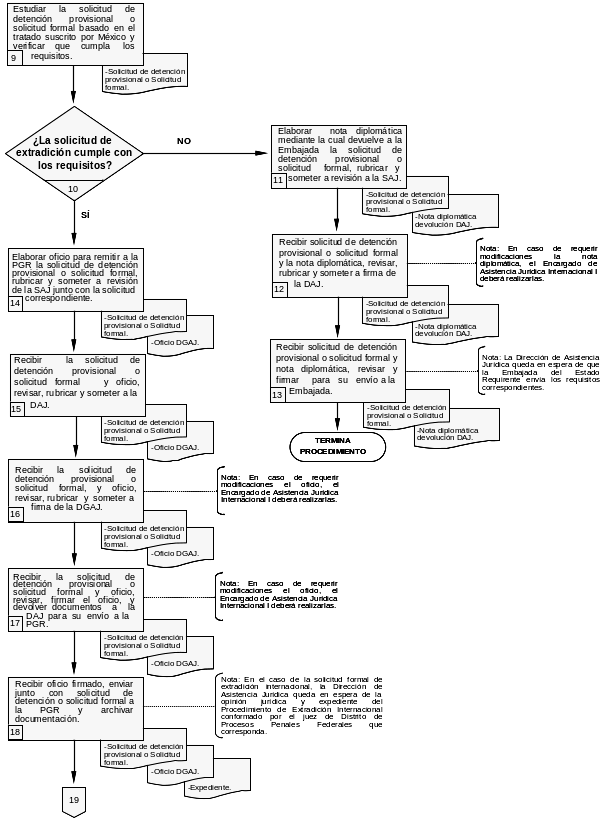 Estudiar la solicitud de
detención provisional o
solicitud formal basado en el
tratado suscrito por México y
verificar que cumpla los
requisitos.
9
-Solicitud de detención
provisional o Solicitud
formal.
¿La solicitud de
extradición cumple con
los requisitos?
10
NO
SÍ
Elaborar nota diplomática
mediante la cual devuelve a la
Embajada la solicitud de
detención provisional o
solicitud formal, rubricar y
someter a revisión a la SAJ.
11
-Solicitud de detención
provisional o Solicitud
formal.
-Nota diplomática
devolución DAJ.
Recibir solicitud de detención
provisional o solicitud formal
y la nota diplomática, revisar,
rubricar y someter a firma de
la DAJ.
12
Nota: En caso de requerir
modificaciones la nota
diplomática, el Encargado de
Asistencia Jurídica Internacional I
deberá realizarlas.
-Solicitud de detención
provisional o Solicitud
formal.
-Nota diplomática
devolución DAJ.
Recibir solicitud de detención
provisional o solicitud formal y
nota diplomática, revisar y
firmar para su envío a la
Embajada.
13
Nota: La Dirección de Asistencia
Jurídica queda en espera de que
la Embajada del Estado
Requirente envía los requisitos
correspondientes.
-Solicitud de detención
provisional o Solicitud
formal.
-Nota diplomática
devolución DAJ.
TERMINA
PROCEDIMIENTO
Elaborar oficio para remitir a la
PGR la solicitud de detención
provisional o solicitud formal,
rubricar y someter a revisión
de la SAJ junto con la solicitud
correspondiente.
14
-Solicitud de detención
provisional o Solicitud
formal.
-Oficio DGAJ.
Recibir la solicitud de
detención provisional o
solicitud formal y oficio,
revisar, rubricar y someter a la
DAJ.
15
-Solicitud de detención
provisional o Solicitud
formal.
-Oficio DGAJ.
Recibir la solicitud de
detención provisional o
solicitud formal, y oficio,
revisar, rubricar y someter a
firma de la DGAJ.
16
Nota: En caso de requerir
modificaciones el oficio, el
Encargado de Asistencia Jurídica
Internacional I deberá realizarlas.
-Solicitud de detención
provisional o Solicitud
formal.
-Oficio DGAJ.
Recibir la solicitud de
detención provisional o
solicitud formal y oficio,
revisar, firmar el oficio, y
devolver documentos a la
DAJ para su envío a la
PGR.
17
Nota: En caso de requerir
modificaciones el oficio, el
Encargado de Asistencia Jurídica
Internacional I deberá realizarlas.
-Solicitud de detención
provisional o Solicitud
formal.
-Oficio DGAJ.
Recibir oficio firmado, enviar
junto con solicitud de
detención o solicitud formal a
la PGR y archivar
documentación.
18
Nota: En el caso de la solicitud formal de
extradición internacional, la Dirección de
Asistencia Jurídica queda en espera de la
opinión jurídica y expediente del
Procedimiento de Extradición Internacional
conformado por el juez de Distrito de
Procesos Penales Federales que
corresponda.
-Solicitud de detención
provisional o Solicitud
formal.
-Oficio DGAJ.
-Expediente.
19